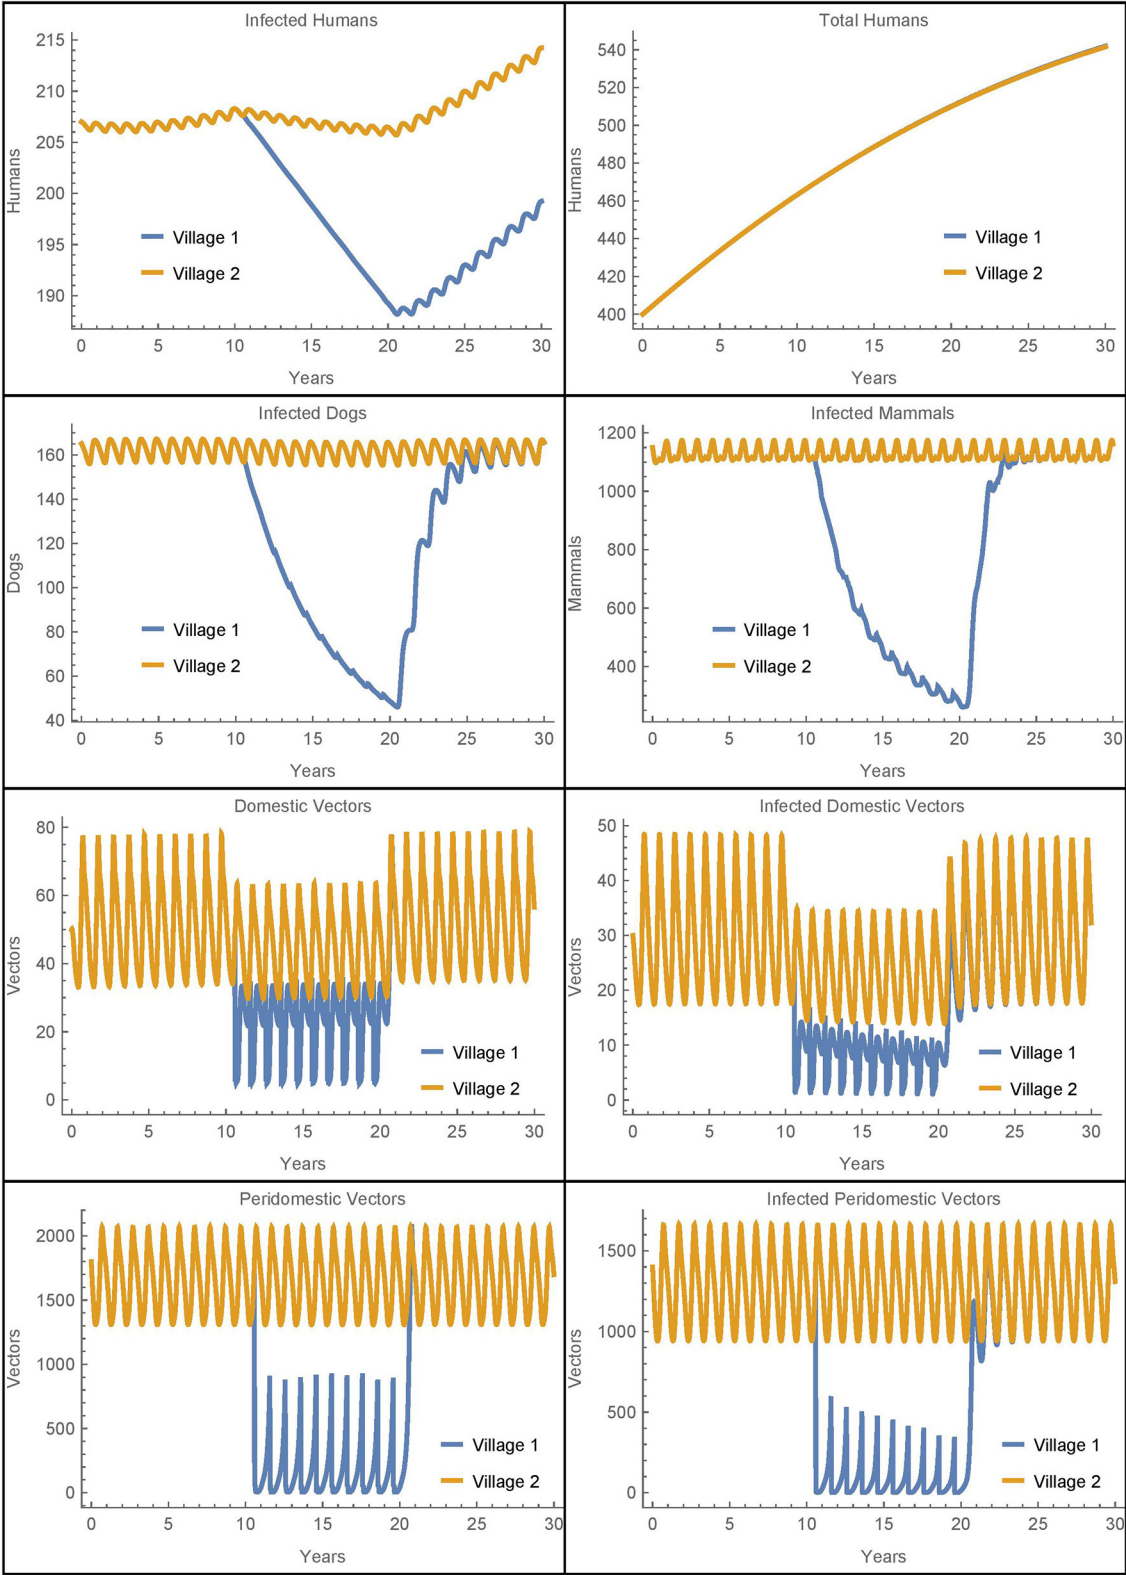 Infected Humans
215
210
205
200
195
190
Humans
Village 1
Village 2
0 5 10 15 20 25 30
Years
Total Humans
540
520
500
480
460
440
420
400
Humans
Village 1
Village 2
0 5 10 15 20 25 30
Years
Infected Dogs
160
140
120
100
80
60
40
Dogs
Village 1
Village 2
0 5 10 15 20 25 30
Years
Infected Mammals
1200
1000
800
600
400
Mammals
Village 1
Village 2
0 5 10 15 20 25 30
Years
Domestic Vectors
80
60
40
20
0
Vectors
Village 1
Village 2
0 5 10 15 20 25 30
Years
Infected Domestic Vectors
50
40
30
20
10
0
Vectors
Village 1
Village 2
0 5 10 15 20 25 30
Years
Peridomestic Vectors
2000
1500
1000
500
0
Vectors
Village 1
Village 2
0 5 10 15 20 25 30
Years
Infected Peridomestic Vectors
1500
1000
500
0
Vectors
Village 1
Village 2
0 5 10 15 20 25 30
Years